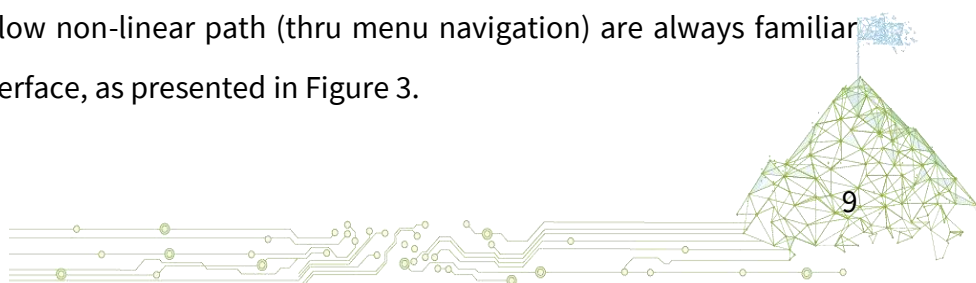 low non-linear path (thru menu navigation) are always familiar
erface, as presented in Figure 3.
9